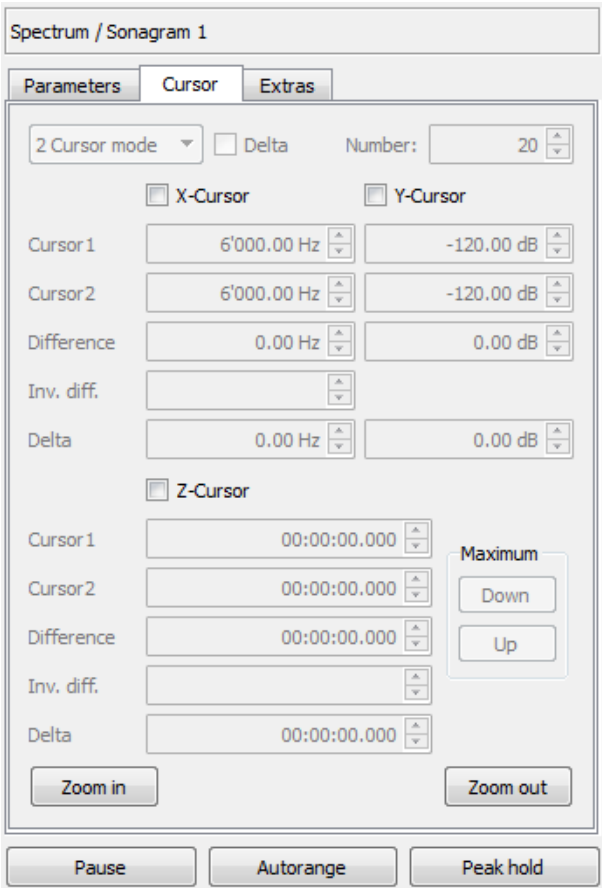 Spectrum / Sonagram 1
Parameters Cursor Extras
2 Cursor mode Delta Number: 20
X-Cursor Y-Cursor
Cursor1 6'000.00 Hz -120.00 dB
Cursor2 6'000.00 Hz -120.00 dB
Difference 0.00 Hz 0.00 dB
Inv. diff.
Delta 0.00 Hz 0.00 dB
Z-Cursor
Cursor1 00:00:00.000
Maximum
Cursor2 00:00:00.000 Down
Difference 00:00:00.000 Up
Inv. diff.
Delta 00:00:00.000
Zoom in Zoom out
Pause Autorange Peak hold